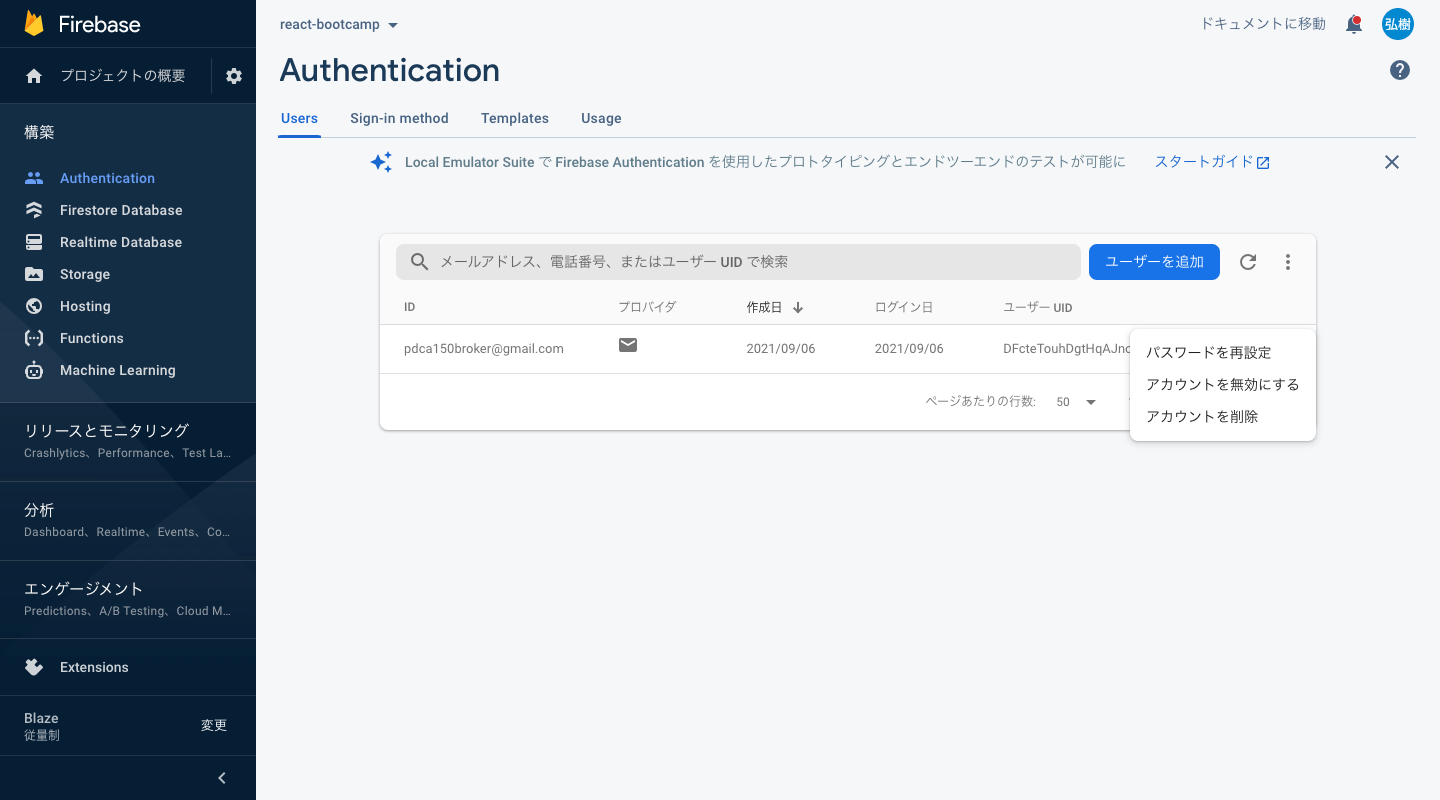 Firebase
プロジェクトの概要
構築
Authentication
Firestore Database
Realtime Database
Storage
Hosting
Functions
Machine Learning
リリースとモニタリング
Crashlytics、Performance、Test La...
分析
Dashboard、Realtime、Events、Co...
エンゲージメント
Predictions、A/B Testing、Cloud M...
Extensions
Blaze
従量制
変更
react-bootcamp
ドキュメントに移動
弘樹
Authentication
Users Sign-in method Templates Usage
Local Emulator Suite で Firebase Authentication を使用したプロトタイピングとエンドツーエンドのテストが可能に スタートガイド
メールアドレス、電話番号、またはユーザー UID で検索
ユーザーを追加
ID プロバイダ 作成日 ログイン日 ユーザー UID
pdca150broker@gmail.com 2021/09/06 2021/09/06 DFcteTouhDgtHqAJn
ページあたりの行数: 50
パスワードを再設定
アカウントを無効にする
アカウントを削除